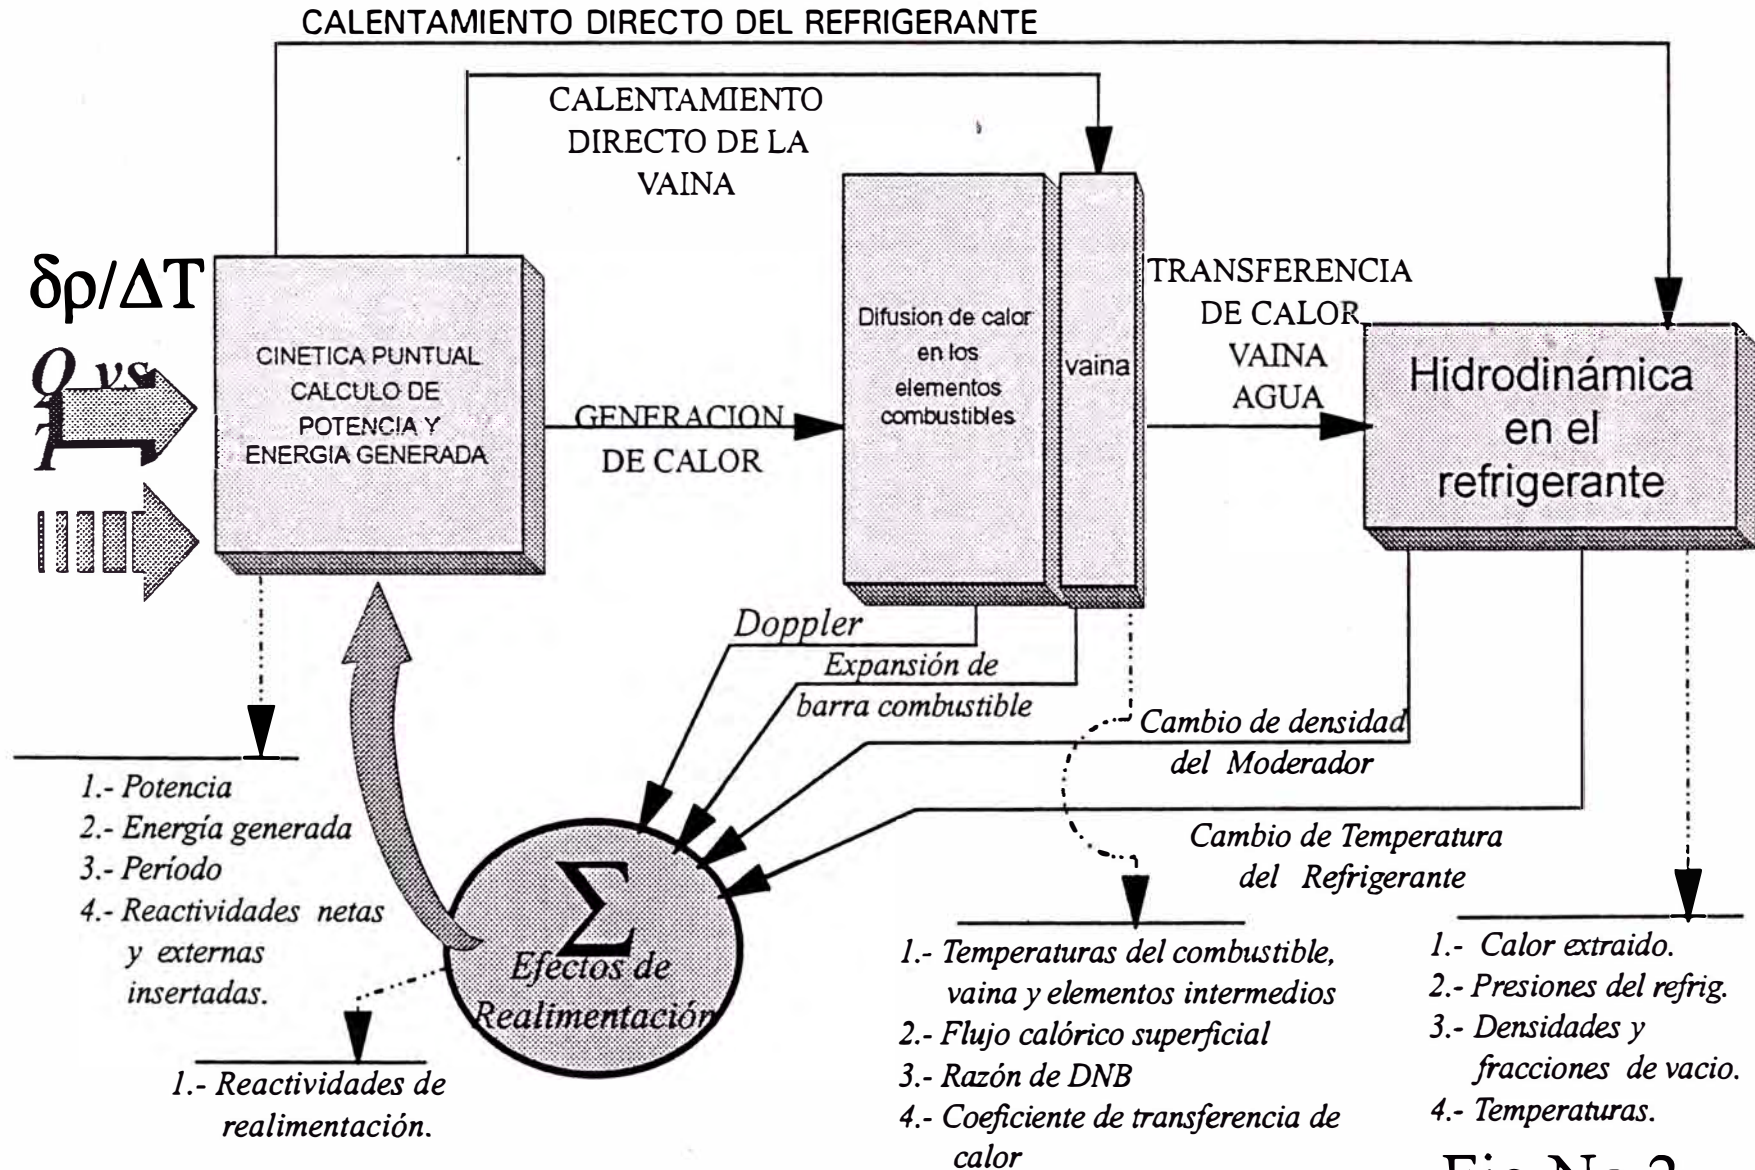 CALENTAMIENTO DIRECTO DEL REFRIGERANTE
CALENTAMIENTO
DIRECTO DE LA
VAINA
δρ/ΔT
Q vs
T
CINETICA PUNTUAL
CALCULO DE
POTENCIA Y
ENERGIA GENERADA
GENERACION
DE CALOR
Difusion de calor
en los
elementos
combustibles
vaina
TRANSFERENCIA
DE CALOR
VAINA
AGUA
Hidrodinámica
en el
refrigerante
Doppler
Expansión de
barra combustible
Cambio de densidad
del Moderador
Cambio de Temperatura
del Refrigerante
1.- Potencia
2.- Energía generada
3.- Período
4.- Reactividades netas
y externas
insertadas.
Σ
Efectos de
Realimentación
1.- Reactividades de
realimentación.
1.- Temperaturas del combustible,
vaina y elementos intermedios
2.- Flujo calórico superficial
3.- Razón de DNB
4.- Coeficiente de transferencia de
calor
1.- Calor extraido.
2.- Presiones del refrig.
3.- Densidades y
fracciones de vacio.
4.- Temperaturas.